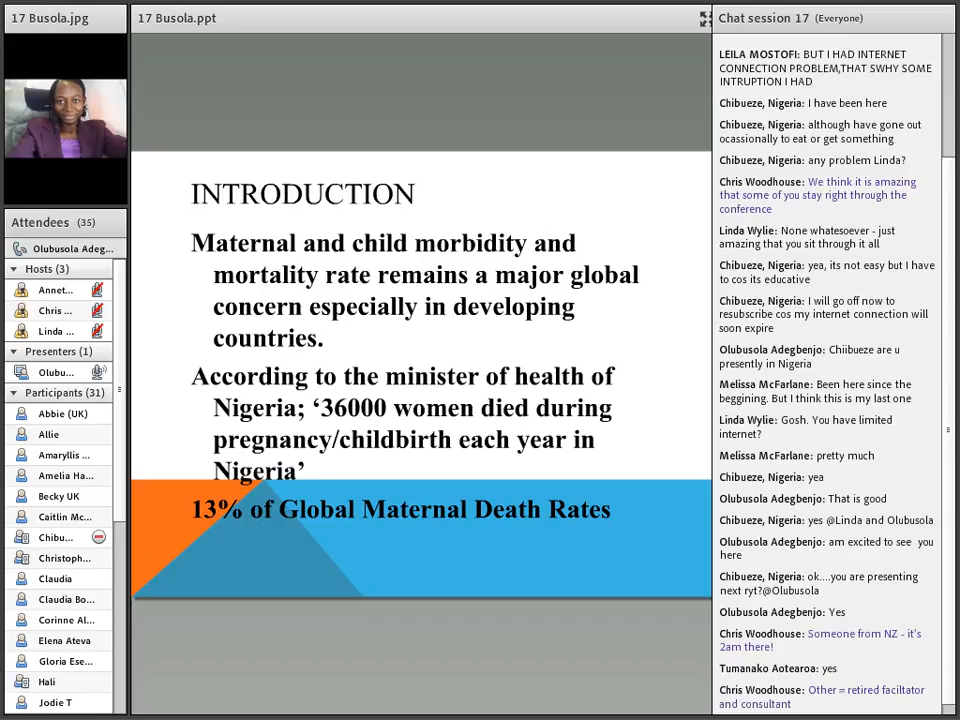 17 Busola.jpg
Attendees (35)
Olubusola Adeg...
Hosts (3)
Annet...
Chris ...
Linda ...
Presenters (1)
Olubu...
Participants (31)
Abbie (UK)
Allie
Amaryllis ...
Amelia Ha...
Becky UK
Caitlin Mc...
Chibu...
Christoph...
Claudia
Claudia Bo...
Corinne Al...
Elena Ateva
Gloria Ese...
Hali
Jodie T
17 Busola.ppt
INTRODUCTION
Maternal and child morbidity and
mortality rate remains a major global
concern especially in developing
countries.
According to the minister of health of
Nigeria; ‘36000 women died during
pregnancy/childbirth each year in
Nigeria’
13% of Global Maternal Death Rates
Chat session 17 (Everyone)
LEILA MOSTOFI: BUT I HAD INTERNET
CONNECTION PROBLEM,THAT SWHY SOME
INTRUPTION I HAD
Chibueze, Nigeria: I have been here
Chibueze, Nigeria: although have gone out
ocassionally to eat or get something
Chibueze, Nigeria: any problem Linda?
Chris Woodhouse: We think it is amazing
that some of you stay right through the
conference
Linda Wylie: None whatesoever - just
amazing that you sit through it all
Chibueze, Nigeria: yea, its not easy but I have
to cos its educative
Chibueze, Nigeria: I will go off now to
resubscribe cos my internet connection will
soon expire
Olubusola Adegbenjo: Chiibueze are u
presently in Nigeria
Melissa McFarlane: Been here since the
beggining. But I think this is my last one
Linda Wylie: Gosh. You have limited
internet?
Melissa McFarlane: pretty much
Chibueze, Nigeria: yea
Olubusola Adegbenjo: That is good
Chibueze, Nigeria: yes @Linda and Olubusola
Olubusola Adegbenjo: am excited to see you
here
Chibueze, Nigeria: ok....you are presenting
next ryt?@Olubusola
Olubusola Adegbenjo: Yes
Chris Woodhouse: Someone from NZ - it's
2am there!
Tumanako Aotearoa: yes
Chris Woodhouse: Other = retired faciltator
and consultant